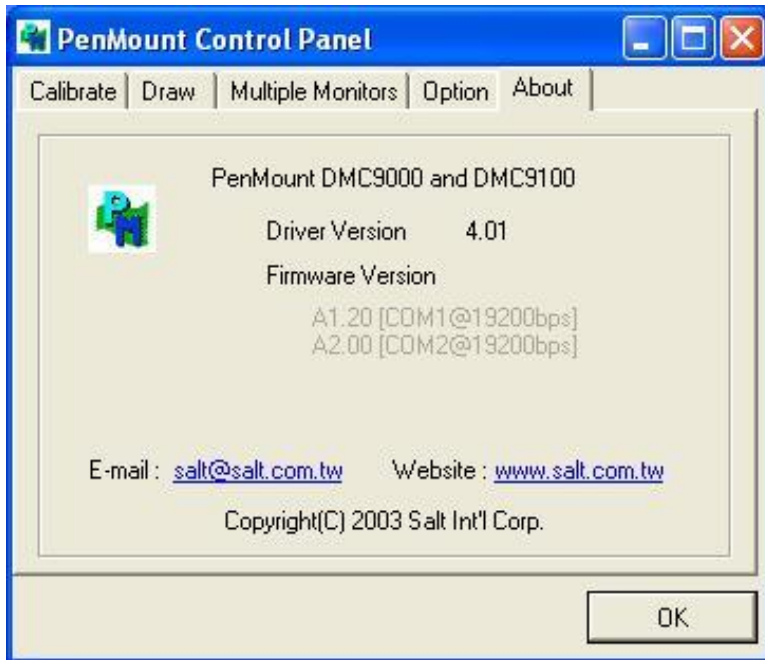 PenMount Control Panel
Calibrate Draw Multiple Monitors Option About
PenMount DMC9000 and DMC9100
PM
Driver Version 4.01
Firmware Version
A1.20 [COM1@19200bps]
A2.00 [COM2@19200bps]
E-mail : salt@salt.com.tw Website : www.salt.com.tw
Copyright(C) 2003 Salt Int'l Corp.
OK